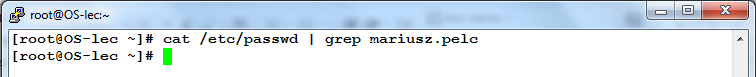 root@OS-lec:~
[root@OS-lec ~]# cat /etc/passwd | grep mariusz.pelc
[root@OS-lec ~]#